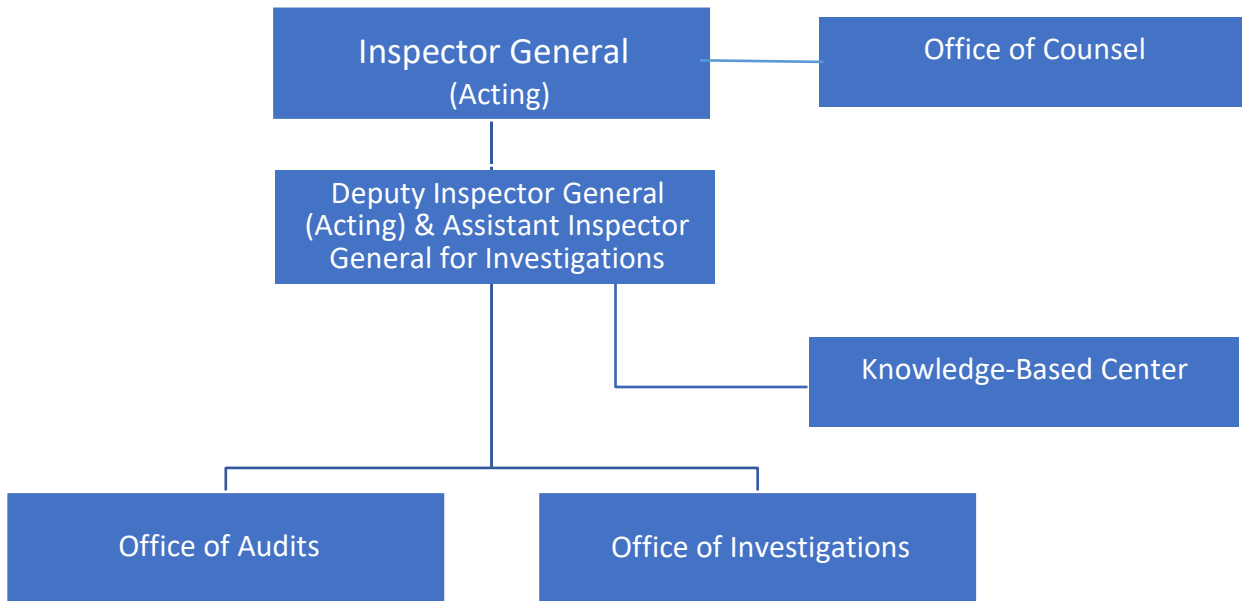 Inspector General
(Acting)
Office of Counsel
Deputy Inspector General
(Acting) & Assistant Inspector
General for Investigations
Knowledge-Based Center
Office of Audits
Office of Investigations